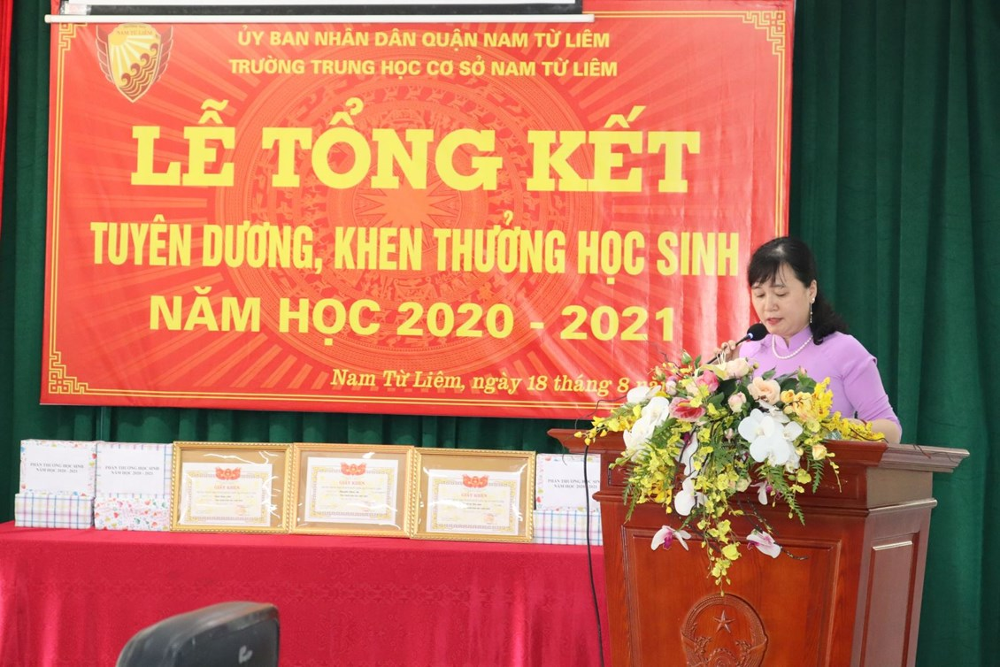 NAM TỪ LIÊM
ỦY BAN NHÂN DÂN QUẬN NAM TỪ LIÊM
TRƯỜNG TRUNG HỌC CƠ SỞ NAM TỪ LIÊM
LỄ TỔNG KẾT
TUYÊN DƯƠNG, KHEN THƯỞNG HỌC SINH
NĂM HỌC 2020 - 2021
Nam Từ Liêm, ngày 18 tháng 8
PHẦN THƯỞNG HỌC SINH
NĂM HỌC 2020 - 2021
PHẦN THƯỞNG HỌC SINH
NĂM HỌC 2020 - 2021
GIẤY KHEN
GIẤY KHEN
GIẤY KHEN
PHẦN THƯỞNG HỌC SINH
NĂM HỌC 2020 - 2021